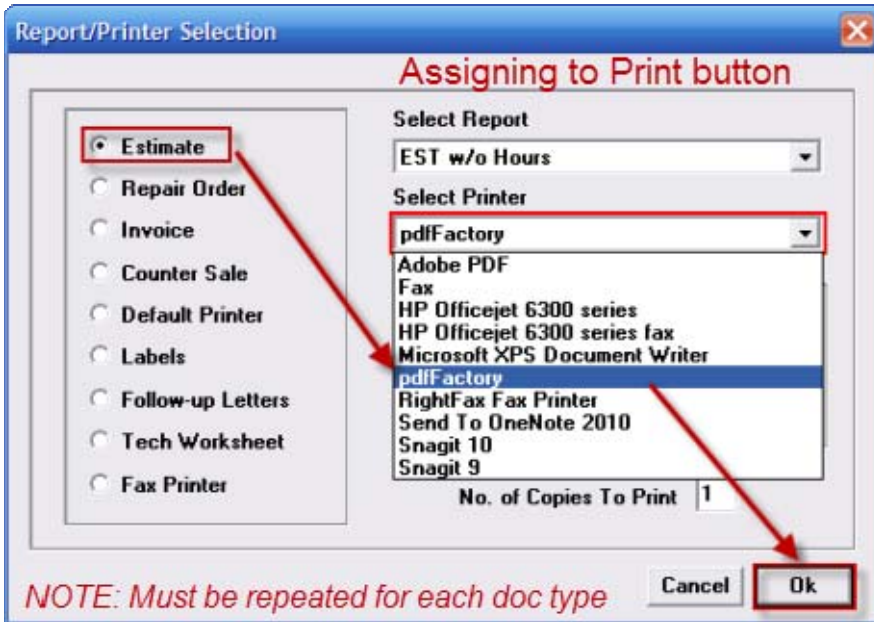 Report/Printer Selection
Assigning to Print button
Estimate
Repair Order
Invoice
Counter Sale
Default Printer
Labels
Follow-up Letters
Tech Worksheet
Fax Printer
Select Report
EST w/o Hours
Select Printer
pdfFactory
Adobe PDF
Fax
HP Officejet 6300 series
HP Officejet 6300 series fax
Microsoft XPS Document Writer
pdfFactory
RightFax Fax Printer
Send To OneNote 2010
Snagit 10
Snagit 9
No. of Copies To Print 1
NOTE: Must be repeated for each doc type
Cancel
Ok